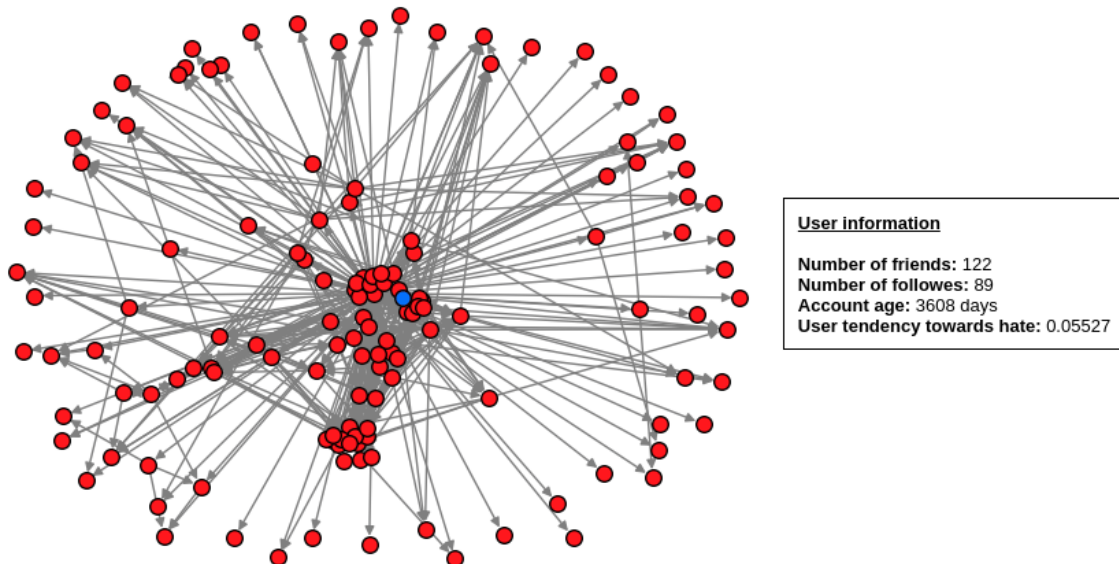 User information
Number of friends: 122
Number of followes: 89
Account age: 3608 days
User tendency towards hate: 0.05527